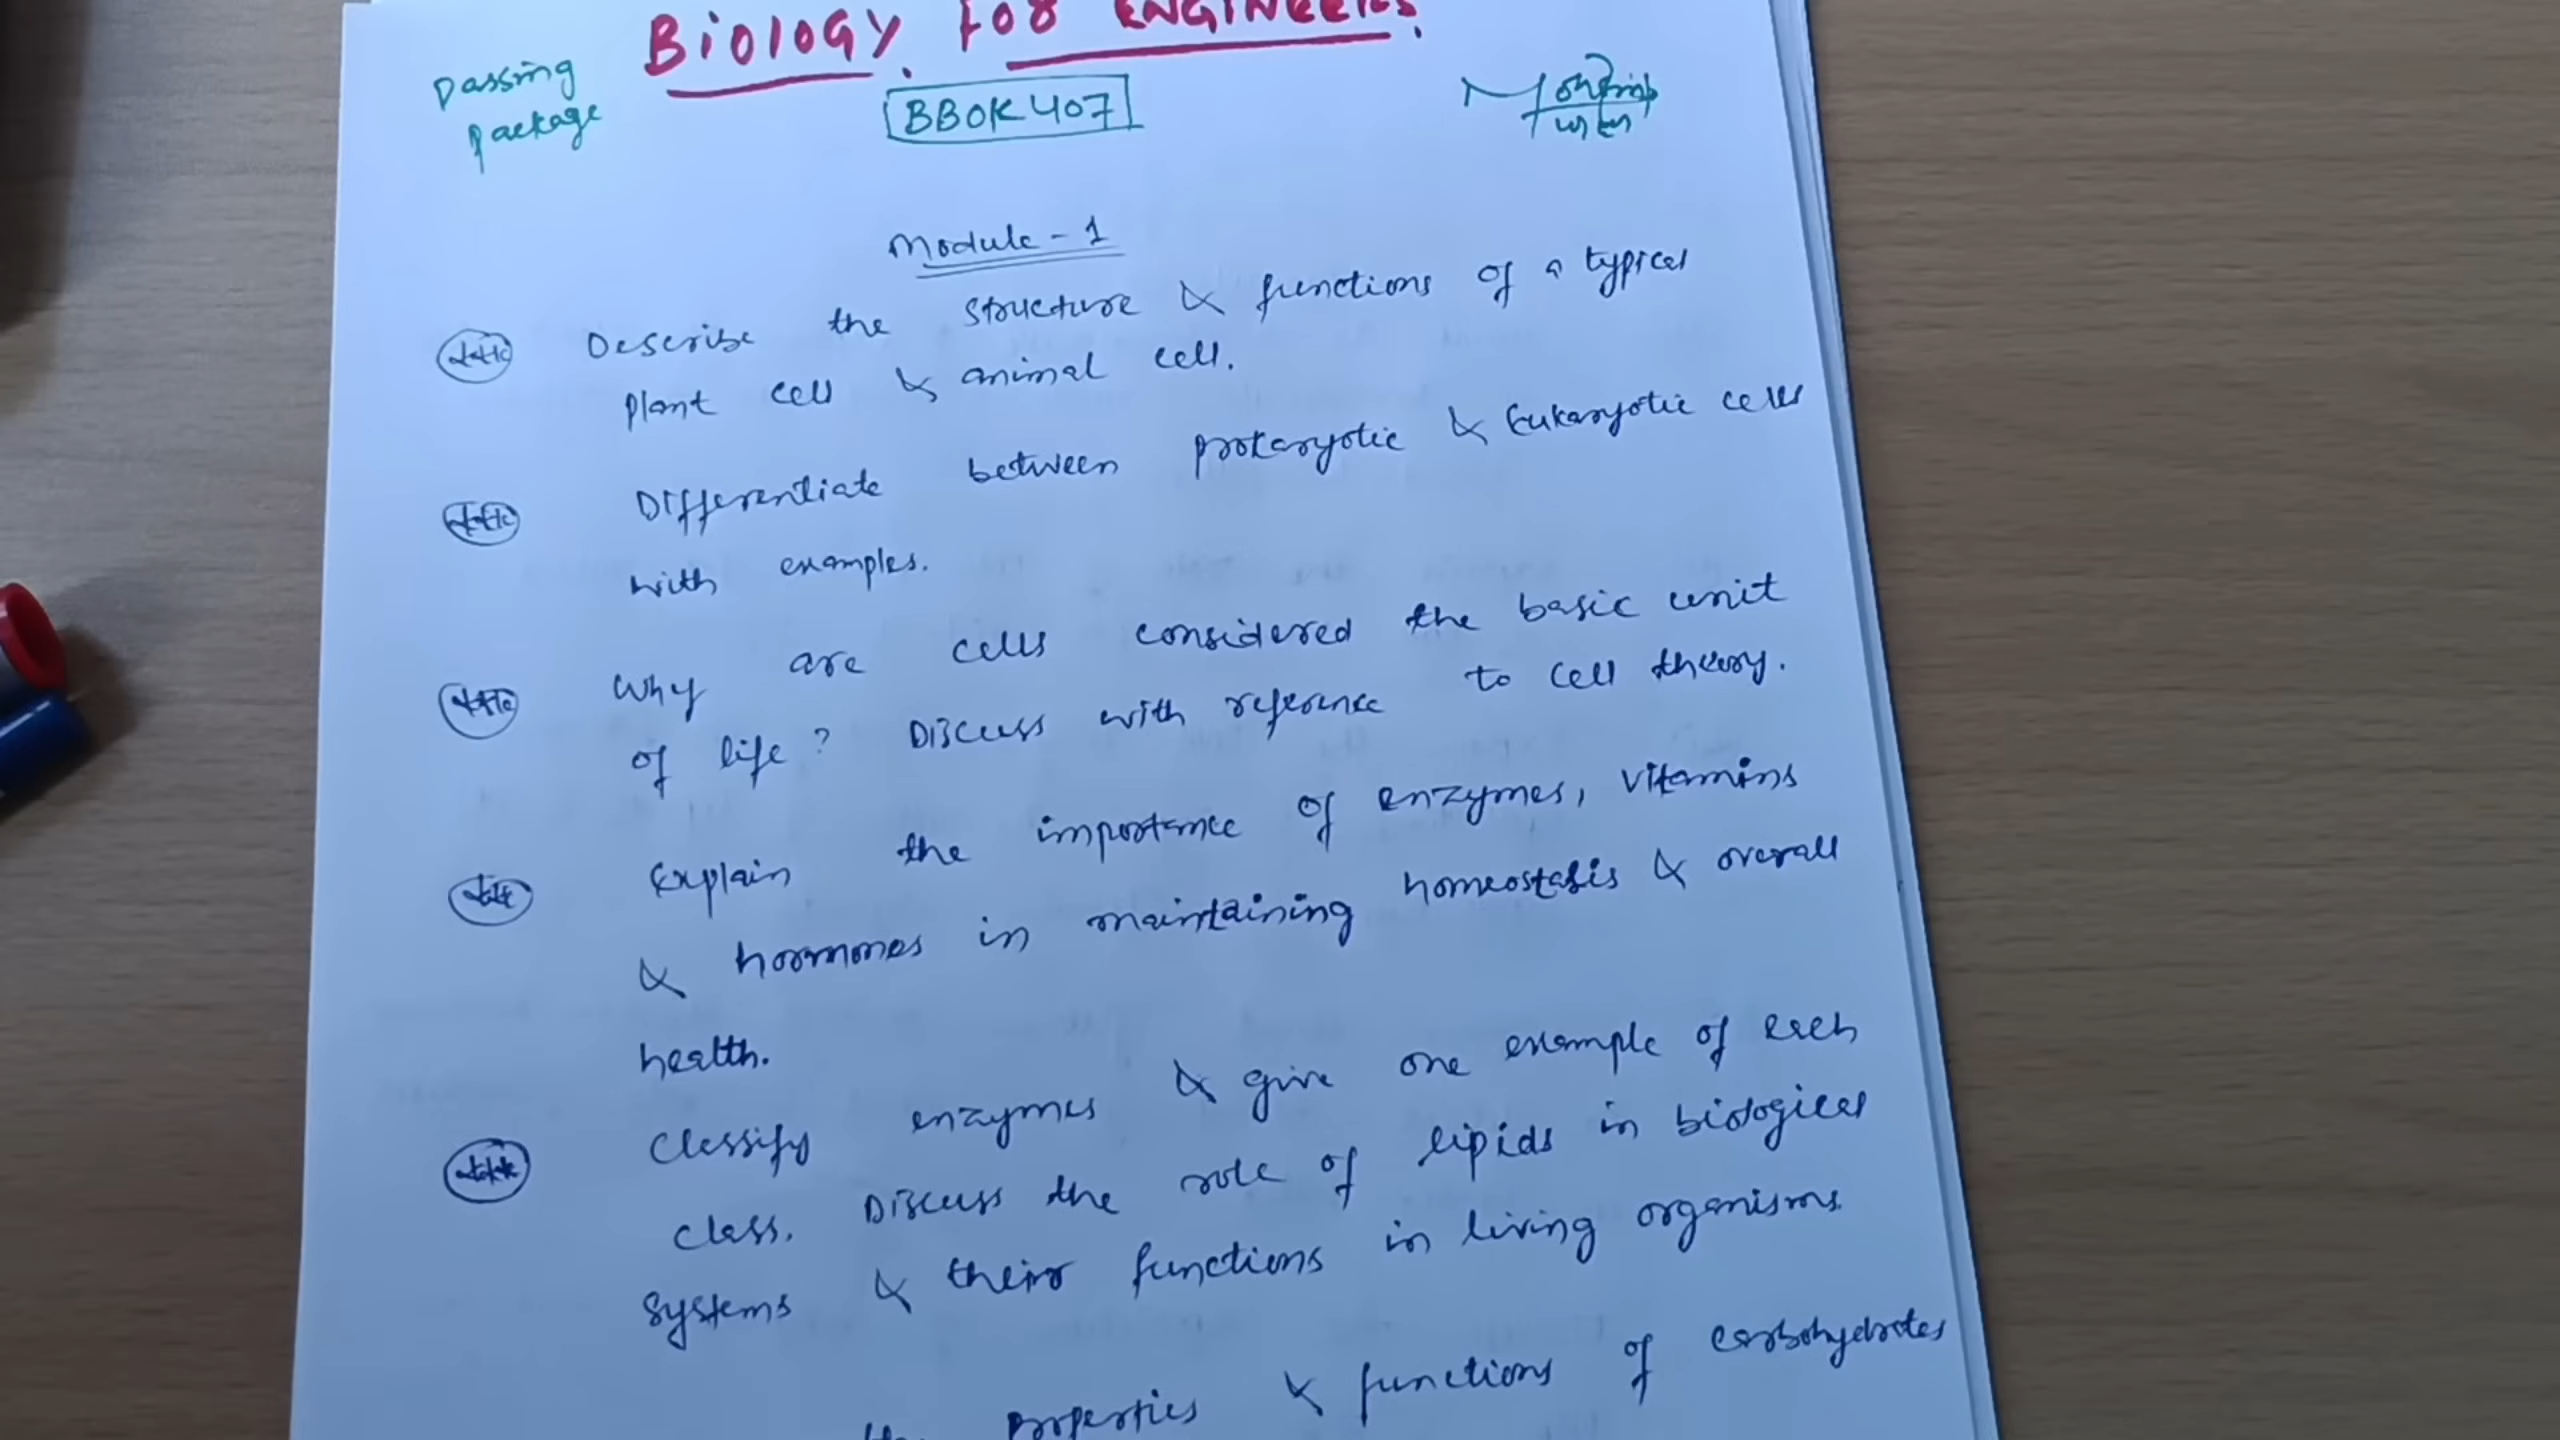 Biology for ENGINEERS.
passing
package
BBOK407
Module-1
Describe the structure & functions of a typical
plant cell & animal cell.
Differentiate between prokaryotic & Eukaryotic cells
with examples.
Why are cells considered the basic unit
of life? Discuss with reference to cell theory.
Explain the importance of enzymes, vitamins
& hormones in maintaining homeostasis & overall
health.
Classify enzymes & give one example of each
class. Discuss the role of lipids in biological
systems & their functions in living organisms.
the properties & functions of carbohydrates